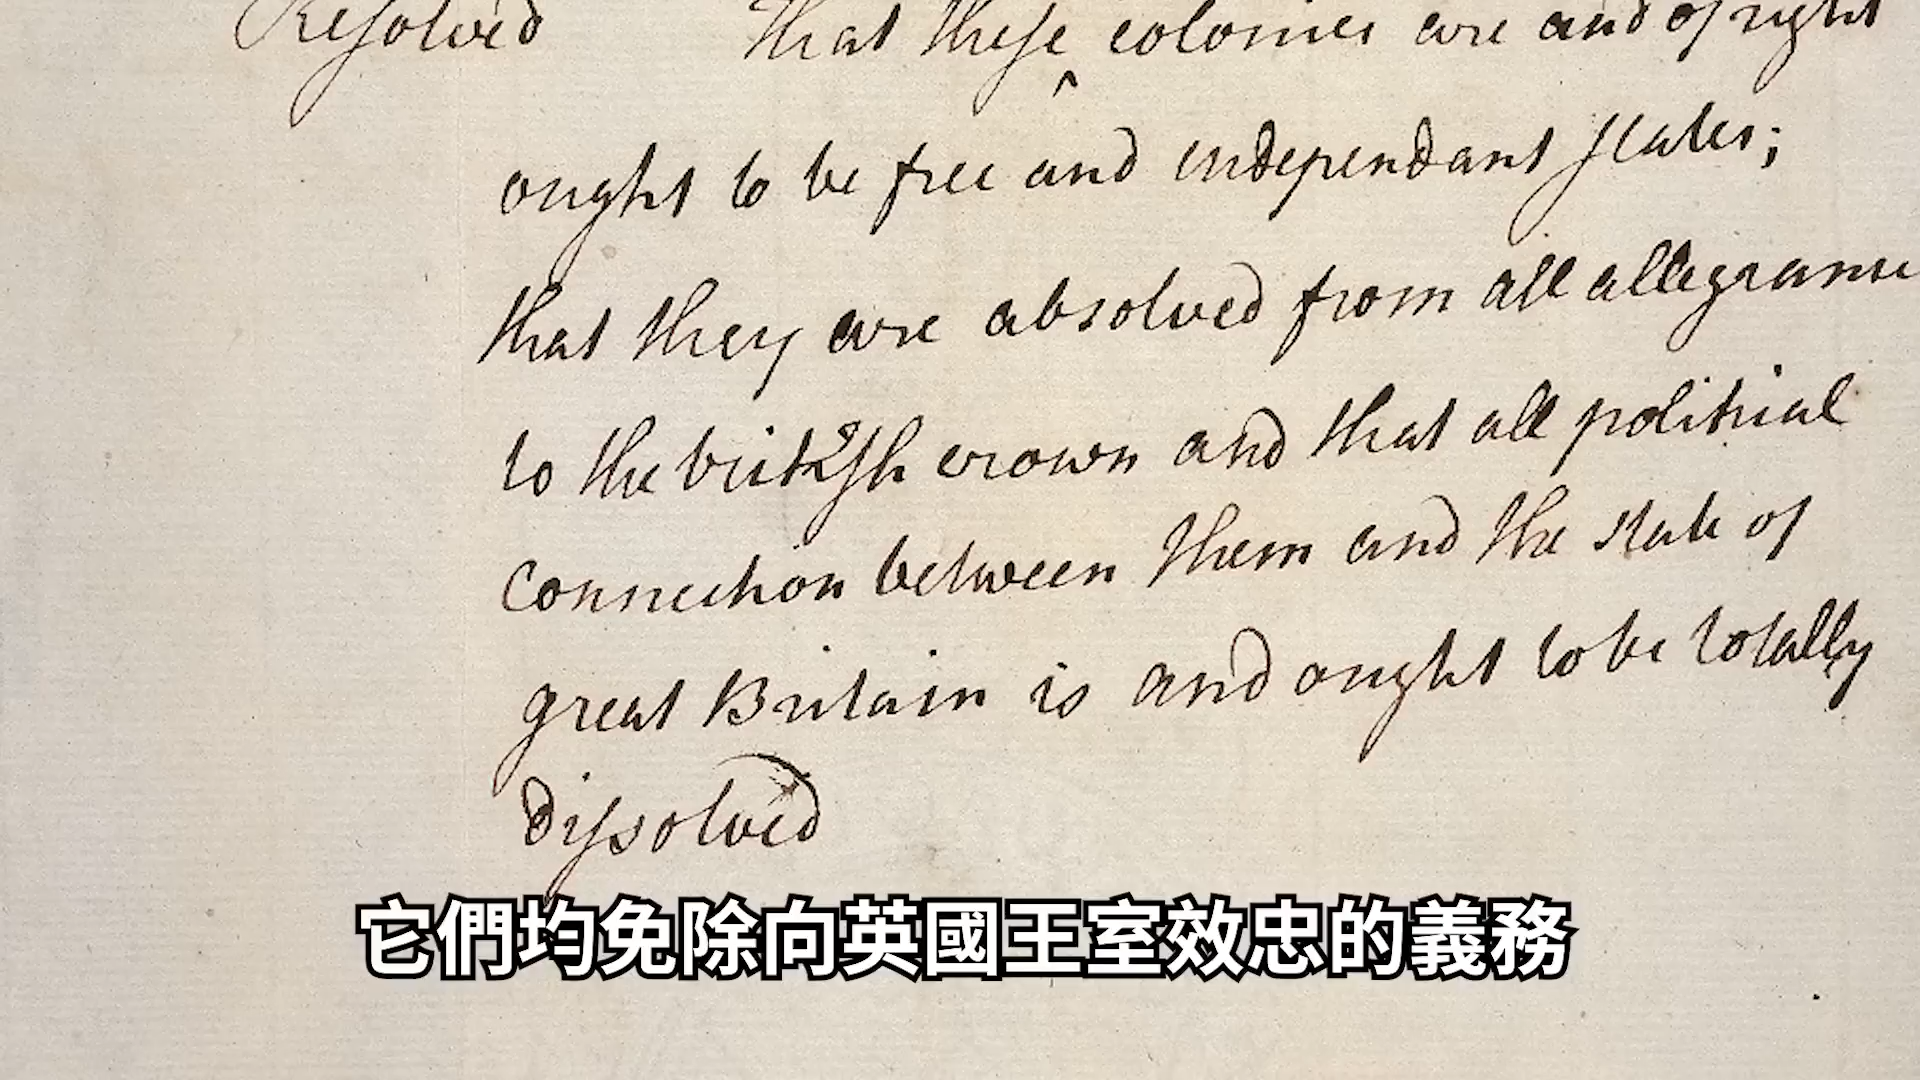 Resolved That these colonies are and of right
^
ought to be free and independant states;
that they are absolved from all allegiance
to the british crown and that all political
connection between them and the state of
great Britain is and ought to be totally
dissolved
它們均免除向英國王室效忠的義務